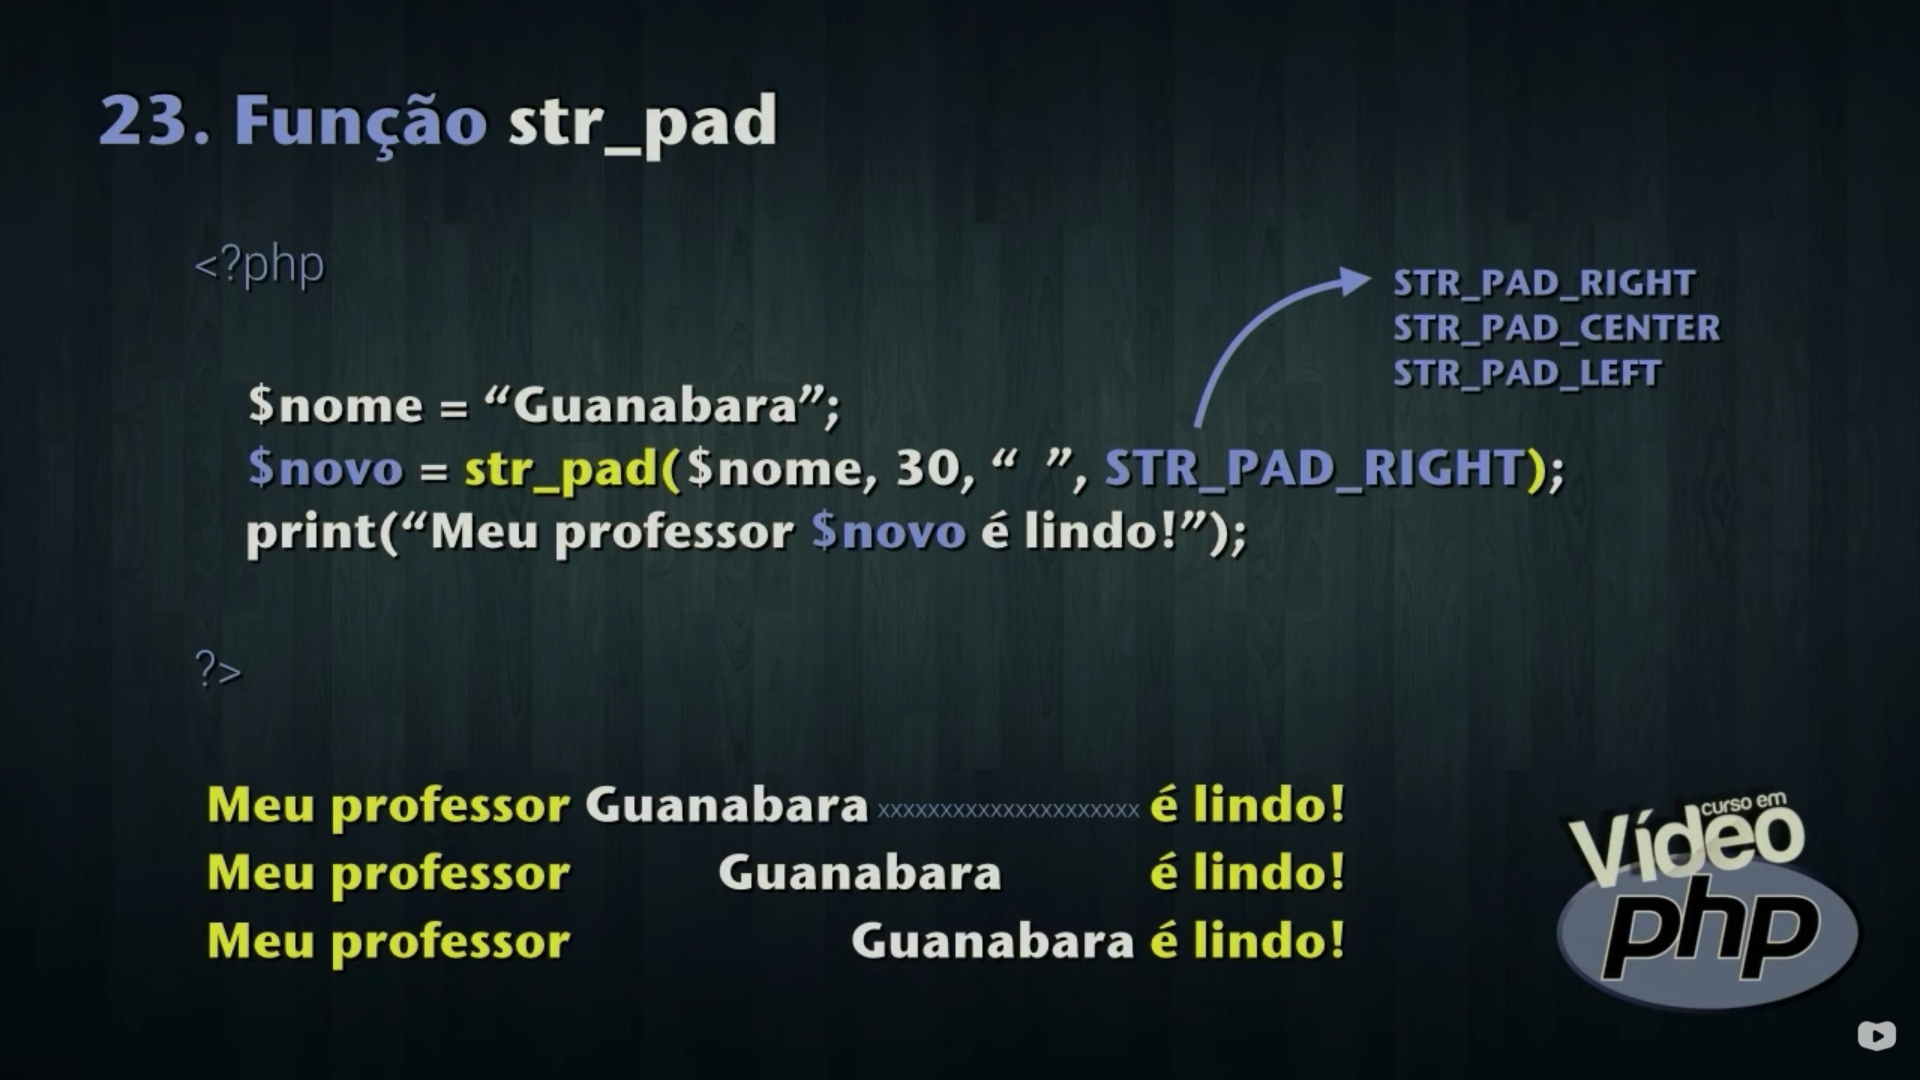 23. Função str_pad
<?php
STR_PAD_RIGHT
STR_PAD_CENTER
STR_PAD_LEFT
$nome = “Guanabara”;
$novo = str_pad($nome, 30, “ ”, STR_PAD_RIGHT);
print(“Meu professor $novo é lindo!”);
?>
Meu professor Guanabara xxxxxxxxxxxxxxxxxxxxx é lindo!
Meu professor Guanabara é lindo!
Meu professor Guanabara é lindo!
curso em
Vídeo
php